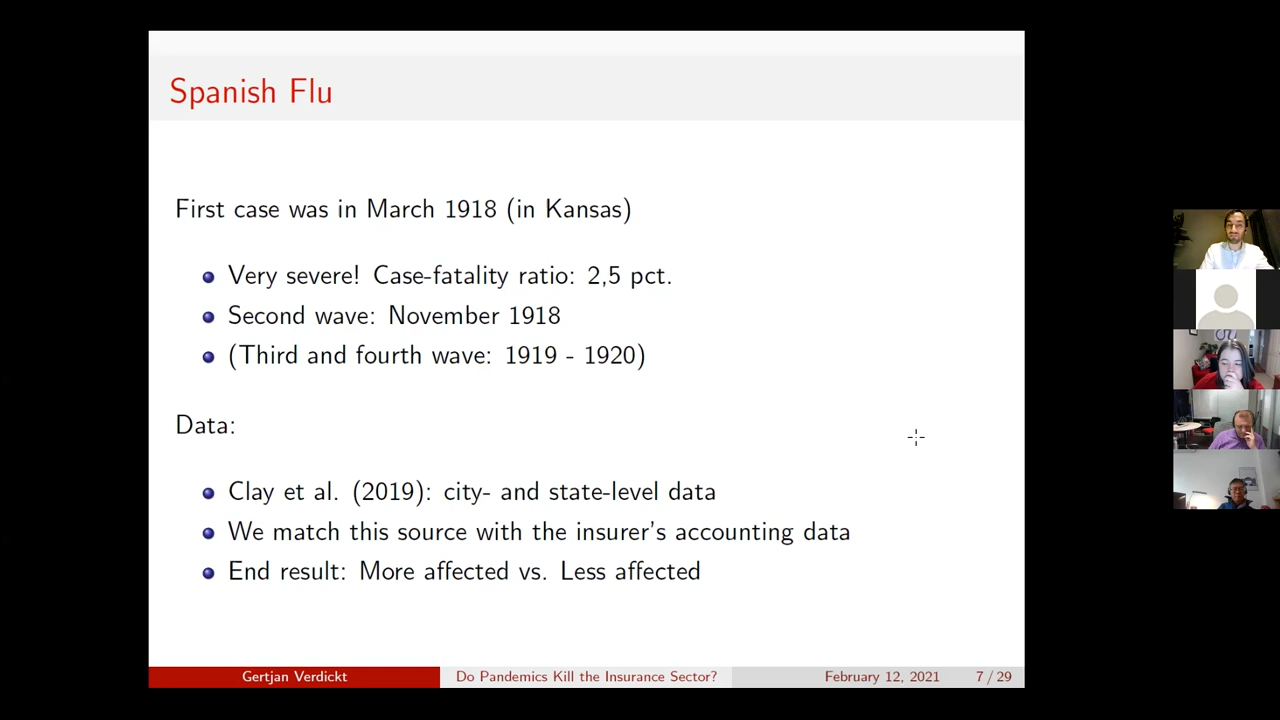 Spanish Flu
First case was in March 1918 (in Kansas)
Very severe! Case-fatality ratio: 2,5 pct.
Second wave: November 1918
(Third and fourth wave: 1919 - 1920)
Data:
Clay et al. (2019): city- and state-level data
We match this source with the insurer's accounting data
End result: More affected vs. Less affected
Gertjan Verdickt Do Pandemics Kill the Insurance Sector? February 12, 2021 7 / 29